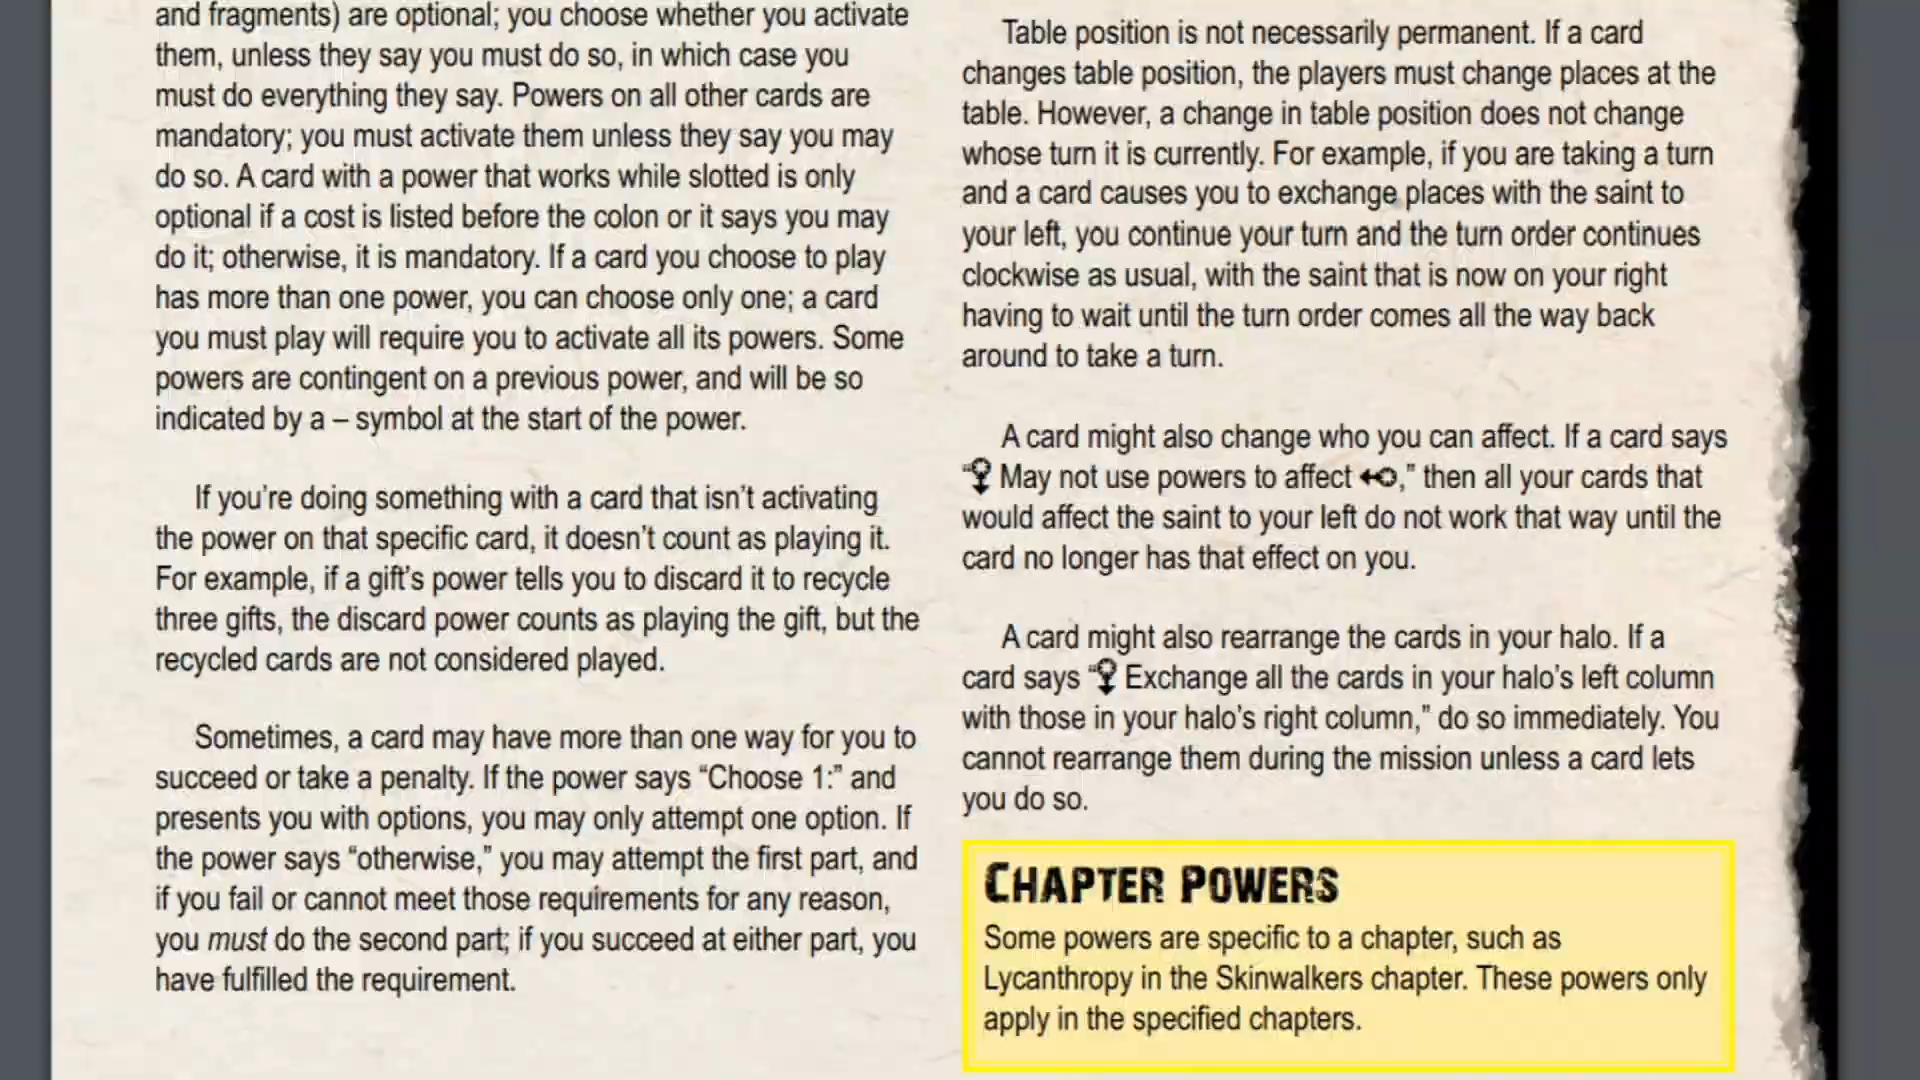 and fragments) are optional; you choose whether you activate
them, unless they say you must do so, in which case you
must do everything they say. Powers on all other cards are
mandatory; you must activate them unless they say you may
do so. A card with a power that works while slotted is only
optional if a cost is listed before the colon or it says you may
do it; otherwise, it is mandatory. If a card you choose to play
has more than one power, you can choose only one; a card
you must play will require you to activate all its powers. Some
powers are contingent on a previous power, and will be so
indicated by a – symbol at the start of the power.
If you’re doing something with a card that isn’t activating
the power on that specific card, it doesn’t count as playing it.
For example, if a gift’s power tells you to discard it to recycle
three gifts, the discard power counts as playing the gift, but the
recycled cards are not considered played.
Sometimes, a card may have more than one way for you to
succeed or take a penalty. If the power says “Choose 1:” and
presents you with options, you may only attempt one option. If
the power says “otherwise,” you may attempt the first part, and
if you fail or cannot meet those requirements for any reason,
you must do the second part; if you succeed at either part, you
have fulfilled the requirement.
Table position is not necessarily permanent. If a card
changes table position, the players must change places at the
table. However, a change in table position does not change
whose turn it is currently. For example, if you are taking a turn
and a card causes you to exchange places with the saint to
your left, you continue your turn and the turn order continues
clockwise as usual, with the saint that is now on your right
having to wait until the turn order comes all the way back
around to take a turn.
A card might also change who you can affect. If a card says
“ May not use powers to affect ,” then all your cards that
would affect the saint to your left do not work that way until the
card no longer has that effect on you.
A card might also rearrange the cards in your halo. If a
card says “ Exchange all the cards in your halo’s left column
with those in your halo’s right column,” do so immediately. You
cannot rearrange them during the mission unless a card lets
you do so.
CHAPTER POWERS
Some powers are specific to a chapter, such as
Lycanthropy in the Skinwalkers chapter. These powers only
apply in the specified chapters.